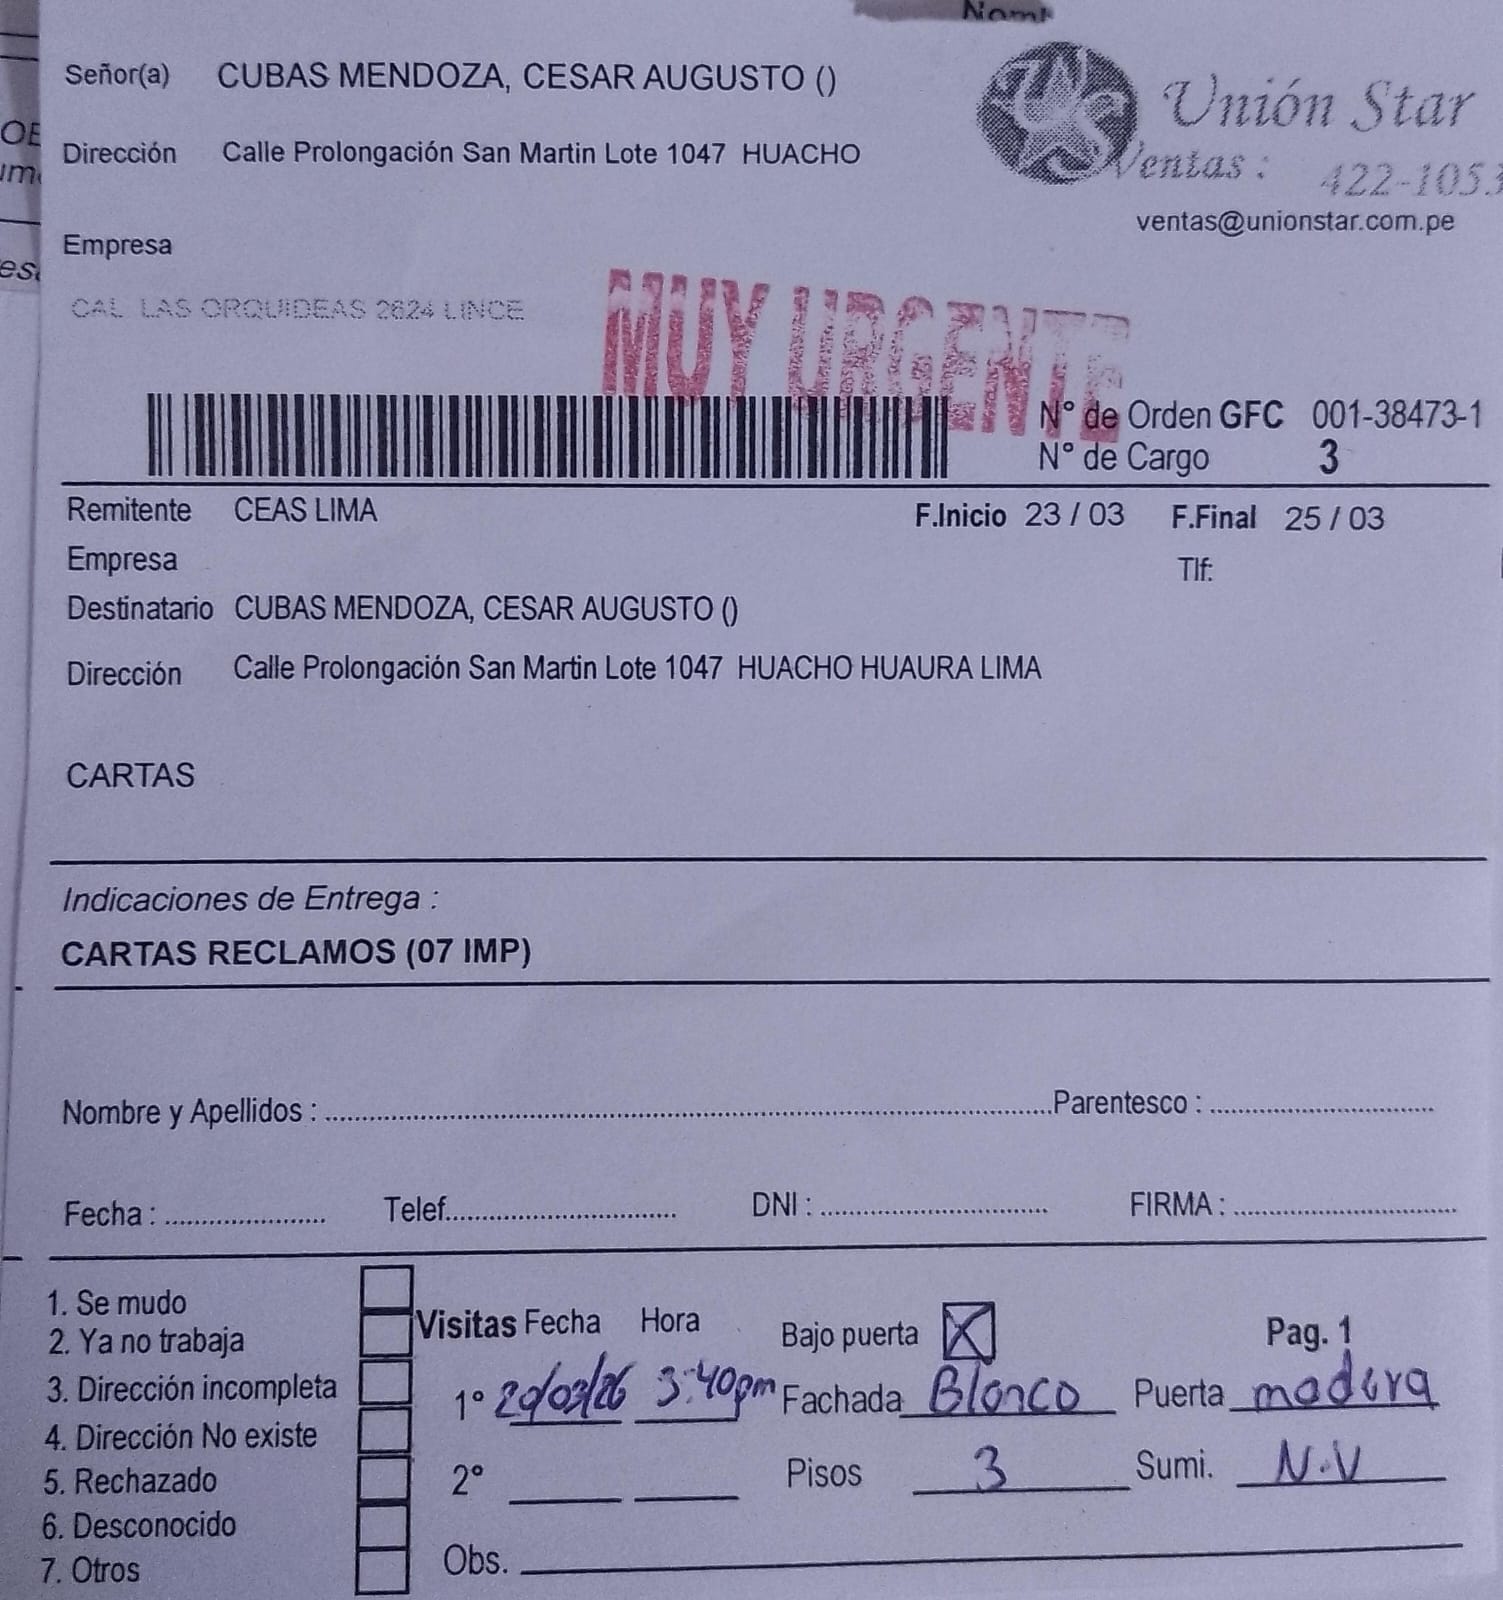 Señor(a) CUBAS MENDOZA, CESAR AUGUSTO ()
Dirección Calle Prolongación San Martin Lote 1047 HUACHO
Unión Star
Ventas : 422-1053
ventas@unionstar.com.pe
Empresa
CAL LAS ORQUIDEAS 2624 LINCE
MUY URGENTE
N° de Orden GFC 001-38473-1
N° de Cargo 3
Remitente CEAS LIMA F.Inicio 23 / 03 F.Final 25 / 03
Empresa Tlf:
Destinatario CUBAS MENDOZA, CESAR AUGUSTO ()
Dirección Calle Prolongación San Martin Lote 1047 HUACHO HUAURA LIMA
CARTAS
Indicaciones de Entrega :
CARTAS RECLAMOS (07 IMP)
Nombre y Apellidos : Parentesco :
Fecha : Telef. DNI : FIRMA :
1. Se mudo
2. Ya no trabaja
3. Dirección incompleta
4. Dirección No existe
5. Rechazado
6. Desconocido
7. Otros
Visitas Fecha Hora Bajo puerta X Pag. 1
1° 3:40pm Fachada Blanco Puerta madera
2° Pisos 3 Sumi. N.V
Obs.